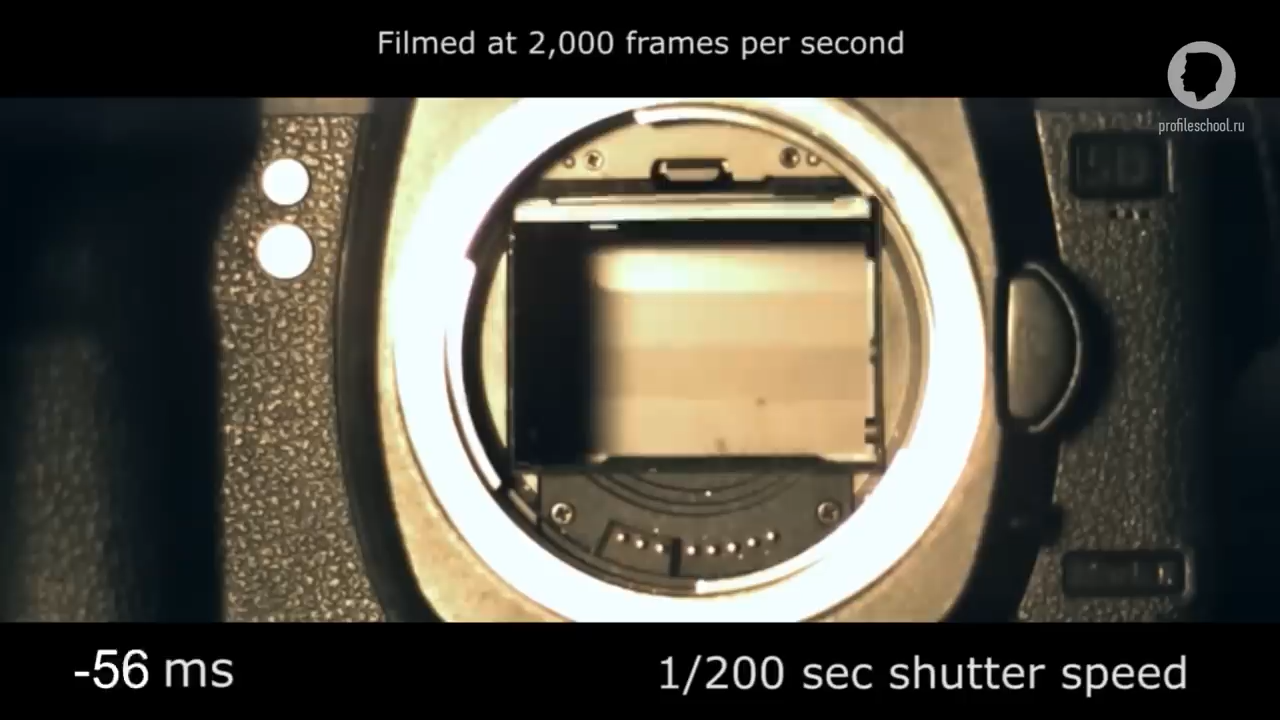 Filmed at 2,000 frames per second
profileschool.ru
-56 ms
1/200 sec shutter speed